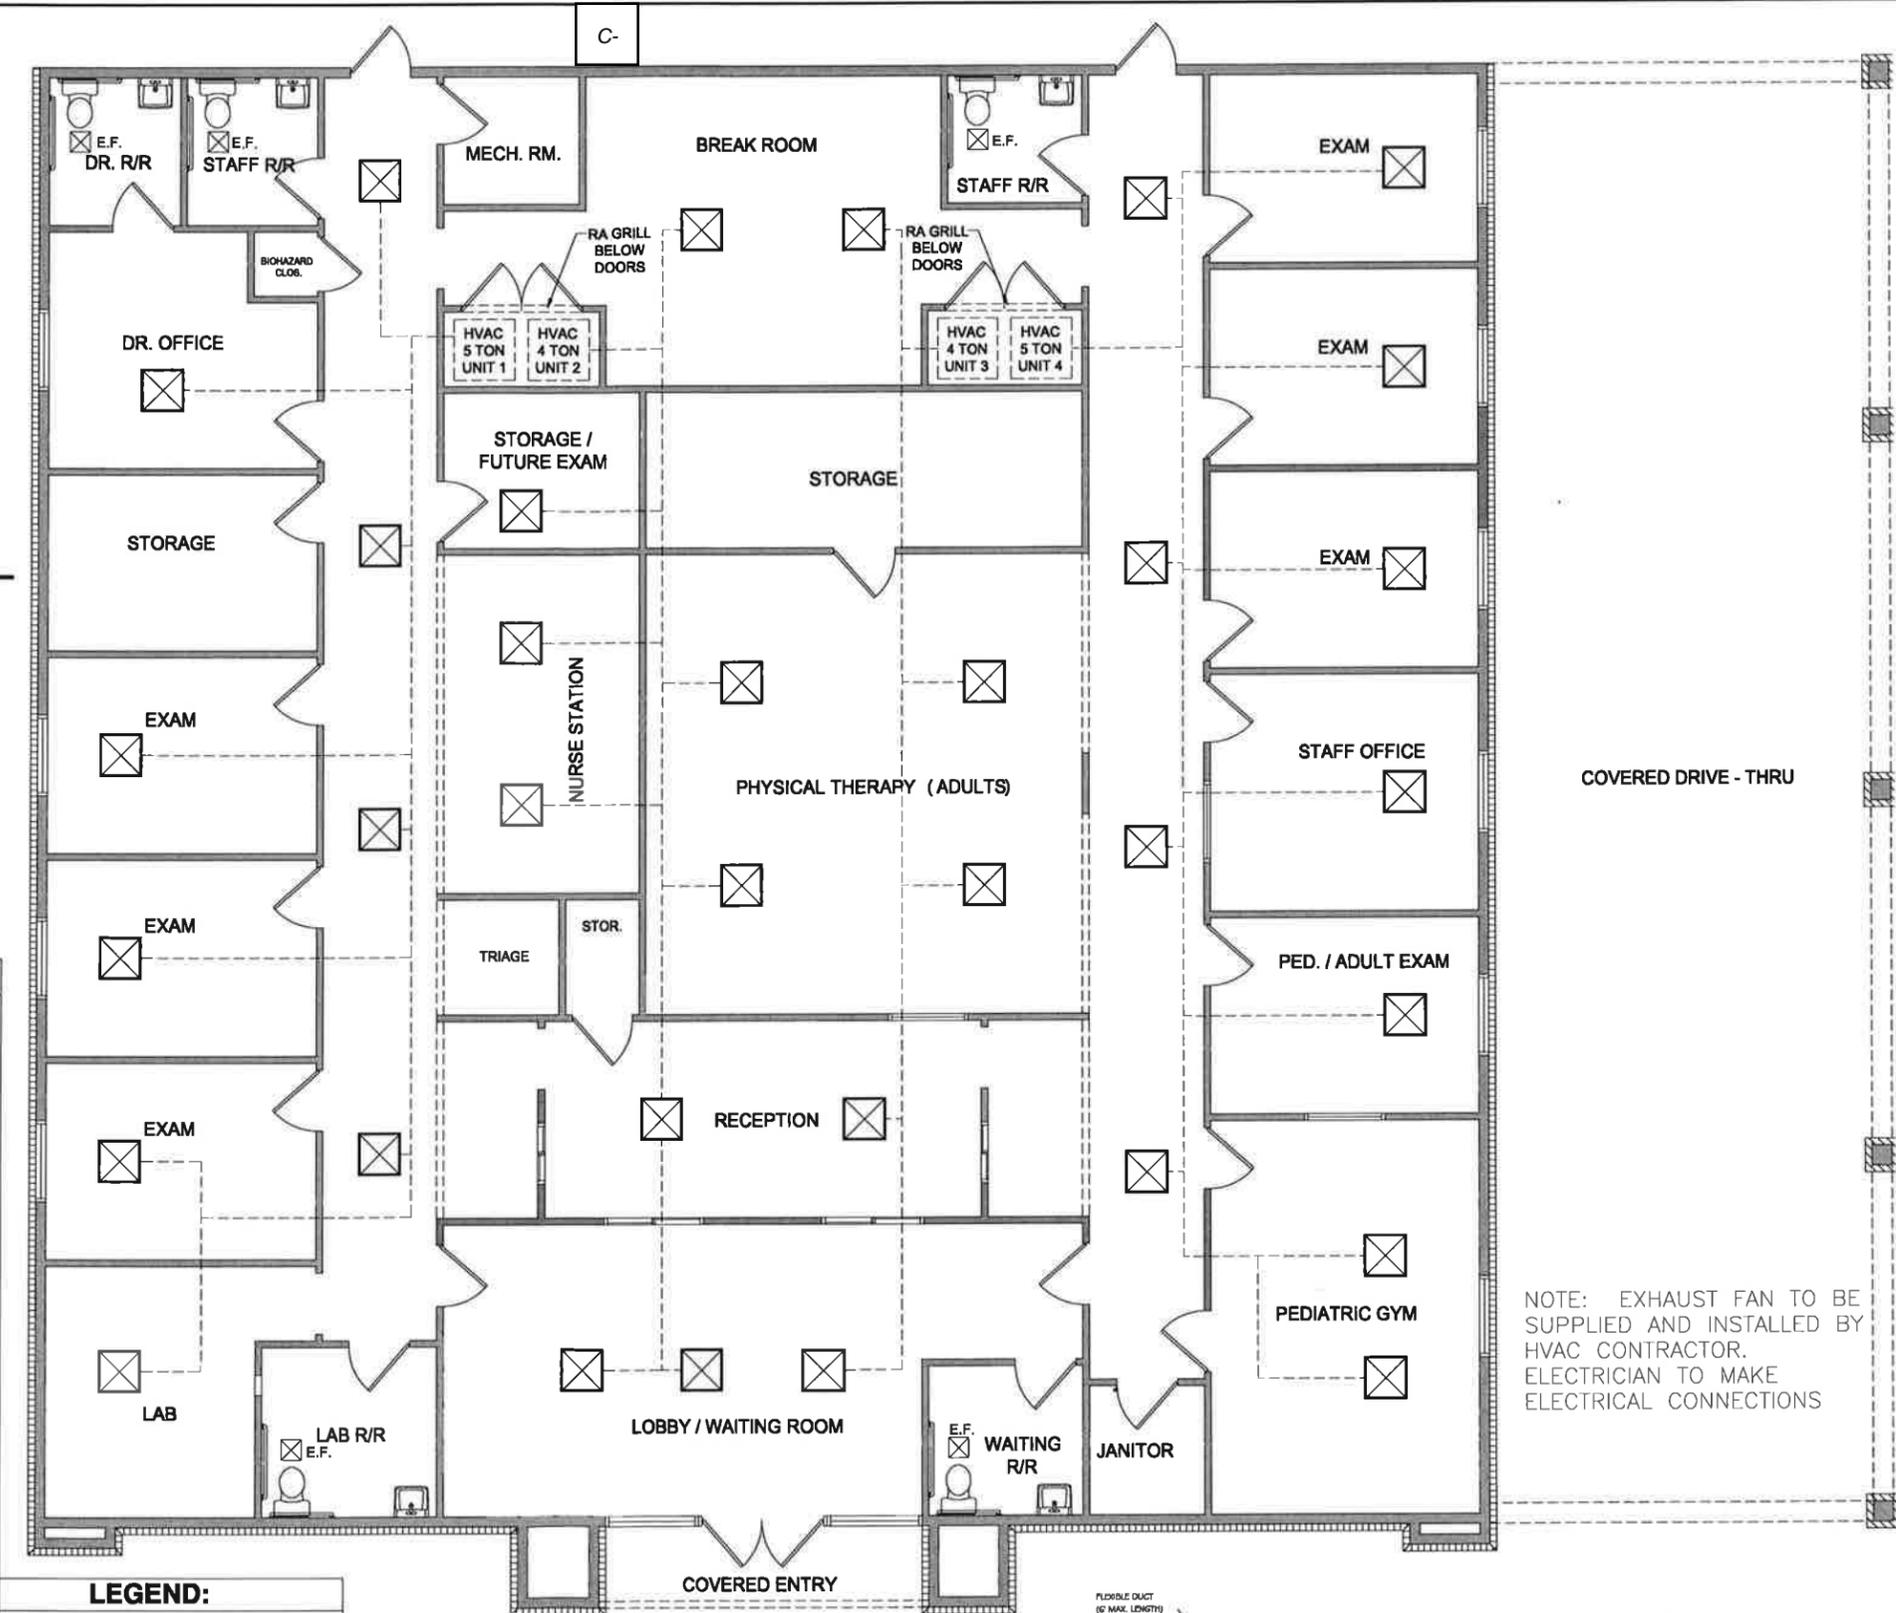 C-
E.F.
DR. R/R
E.F.
STAFF R/R
MECH. RM.
BREAK ROOM
E.F.
STAFF R/R
EXAM
RA GRILL
BELOW
DOORS
RA GRILL
BELOW
DOORS
BIOHAZARD
CLOS.
DR. OFFICE
HVAC
5 TON
UNIT 1
HVAC
4 TON
UNIT 2
HVAC
4 TON
UNIT 3
HVAC
5 TON
UNIT 4
EXAM
STORAGE /
FUTURE EXAM
STORAGE
STORAGE
EXAM
EXAM
NURSE STATION
PHYSICAL THERAPY (ADULTS)
STAFF OFFICE
COVERED DRIVE - THRU
EXAM
TRIAGE
STOR.
PED. / ADULT EXAM
EXAM
RECEPTION
PEDIATRIC GYM
NOTE: EXHAUST FAN TO BE
SUPPLIED AND INSTALLED BY
HVAC CONTRACTOR.
ELECTRICIAN TO MAKE
ELECTRICAL CONNECTIONS
LAB
LAB R/R
E.F.
LOBBY / WAITING ROOM
E.F.
WAITING
R/R
JANITOR
COVERED ENTRY
LEGEND:
FLEXIBLE DUCT
(6' MAX. LENGTH)